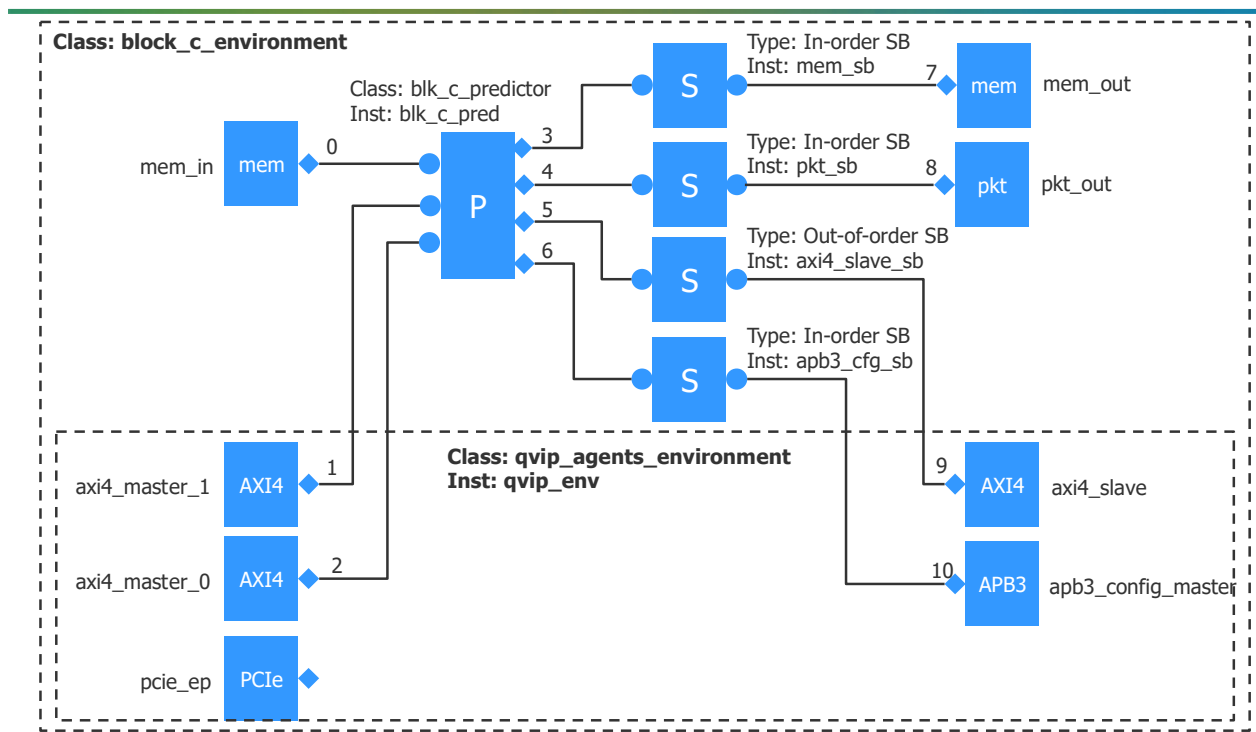 Class: block_c_environment
Type: In-order SB
Inst: mem_sb
7
S
mem
mem_out
Class: blk_c_predictor
Inst: blk_c_pred
3
0
mem_in
mem
Type: In-order SB
Inst: pkt_sb
4
S
8
pkt
pkt_out
P
5
6
Type: Out-of-order SB
Inst: axi4_slave_sb
S
Type: In-order SB
Inst: apb3_cfg_sb
S
Class: qvip_agents_environment
Inst: qvip_env
axi4_master_1
AXI4
1
9
AXI4
axi4_slave
axi4_master_0
AXI4
2
10
APB3
apb3_config_master
pcie_ep
PCIe